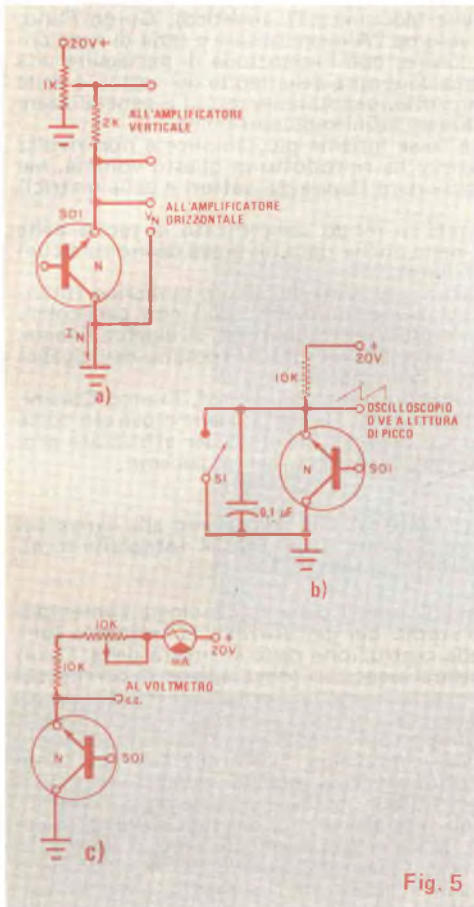 20V+
1K
2K
ALL'AMPLIFICATORE
VERTICALE
ALL'AMPLIFICATORE
ORIZZONTALE
VN
SO1
N
IN
a)
+
20V
10K
OSCILLOSCOPIO
O VE A LETTURA
DI PICCO
S1
0,1 µF
N
SO1
b)
10K
mA
+
20V
10K
AL VOLTMETRO
c.c.
N
SO1
c)
Fig. 5